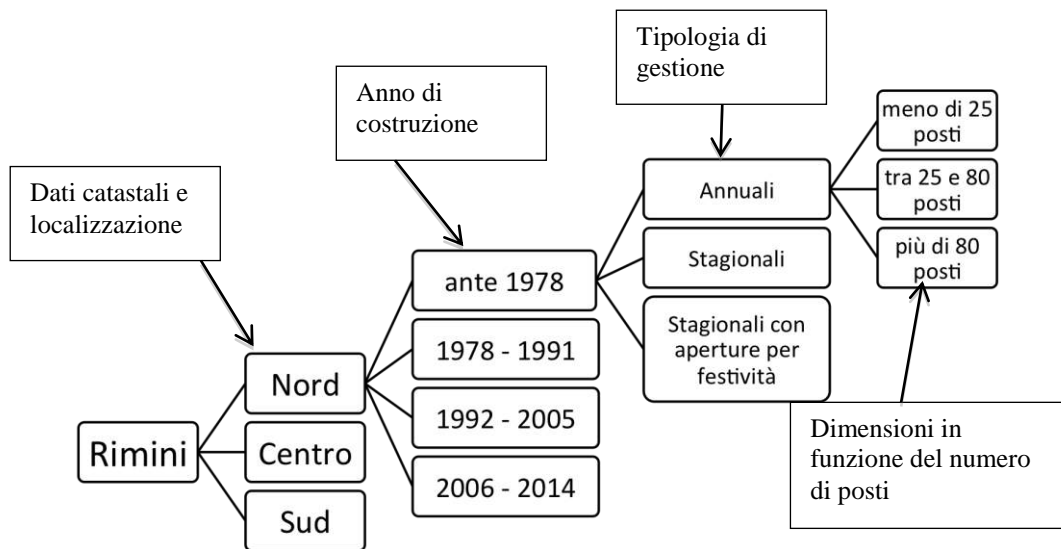 Tipologia di
gestione
Anno di
costruzione
Dati catastali e
localizzazione
meno di 25
posti
tra 25 e 80
posti
più di 80
posti
Annuali
Stagionali
Stagionali con
aperture per
festività
ante 1978
1978 - 1991
1992 - 2005
2006 - 2014
Nord
Centro
Sud
Rimini
Dimensioni in
funzione del numero
di posti